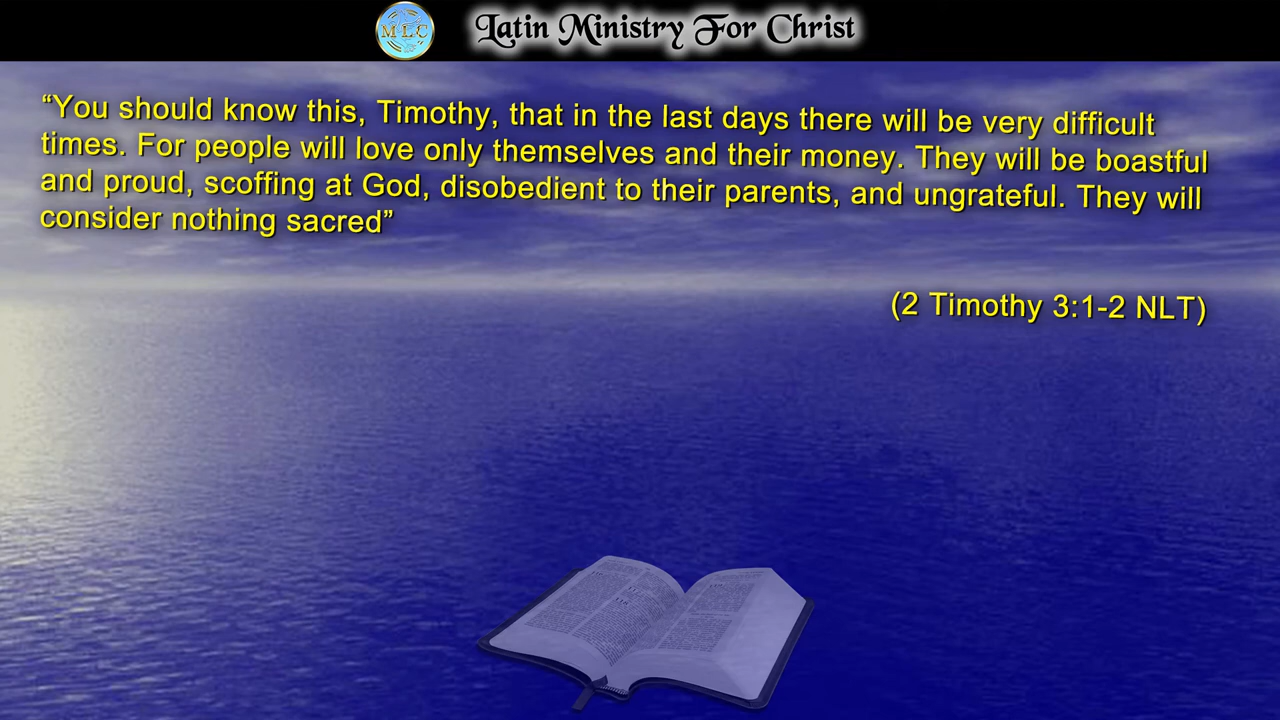 MLC
Latin Ministry For Christ
“You should know this, Timothy, that in the last days there will be very difficult
times. For people will love only themselves and their money. They will be boastful
and proud, scoffing at God, disobedient to their parents, and ungrateful. They will
consider nothing sacred”
(2 Timothy 3:1-2 NLT)